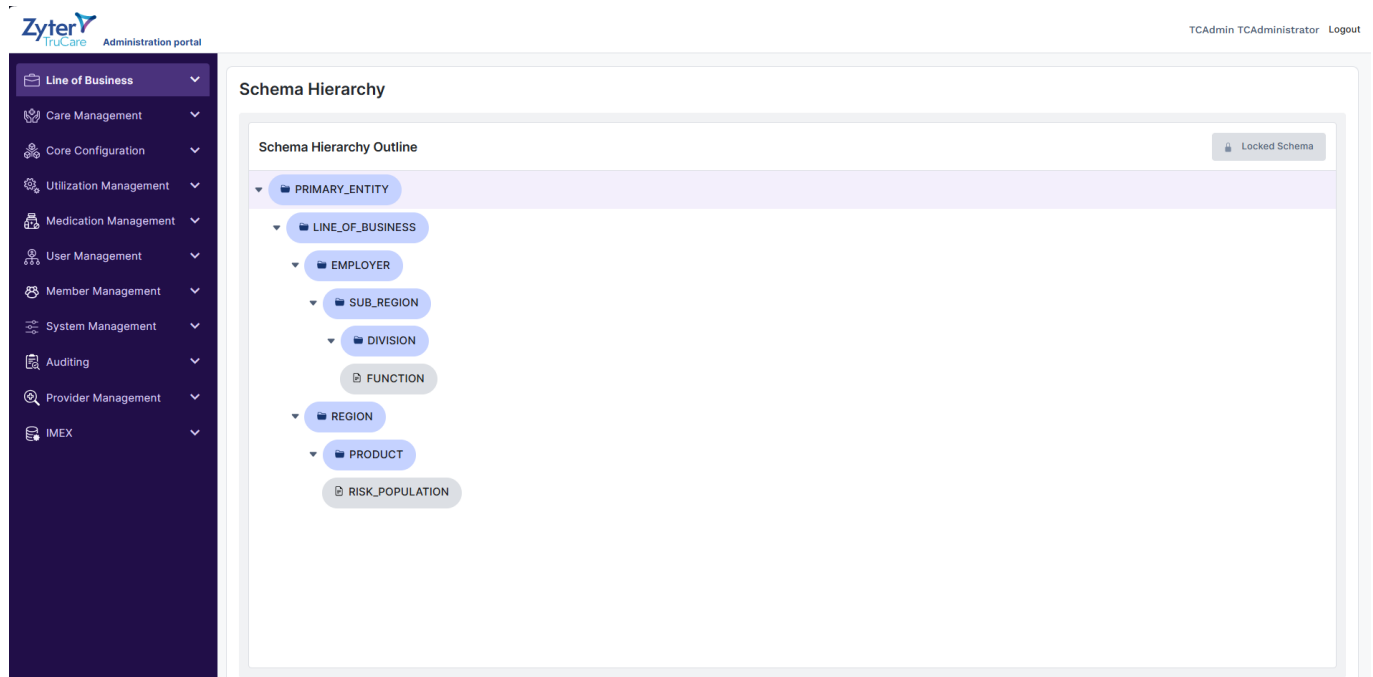 Zyter
TruCare Administration portal
TCAdmin TCAdministrator Logout
Line of Business
Care Management
Core Configuration
Utilization Management
Medication Management
User Management
Member Management
System Management
Auditing
Provider Management
IMEX
Schema Hierarchy
Schema Hierarchy Outline
Locked Schema
PRIMARY_ENTITY
LINE_OF_BUSINESS
EMPLOYER
SUB_REGION
DIVISION
FUNCTION
REGION
PRODUCT
RISK_POPULATION